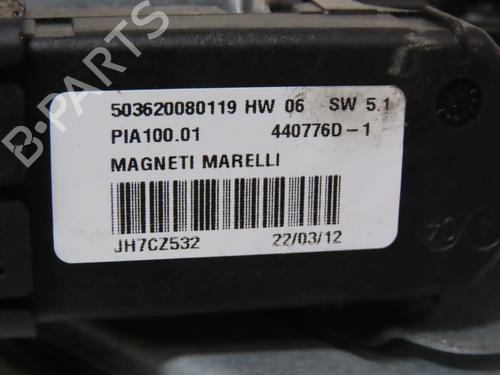 503620080119 HW 06 SW 5.1
PIA100.01 440776D-1
MAGNETI MARELLI
JH7CZ532 22/03/12
B-PARTS